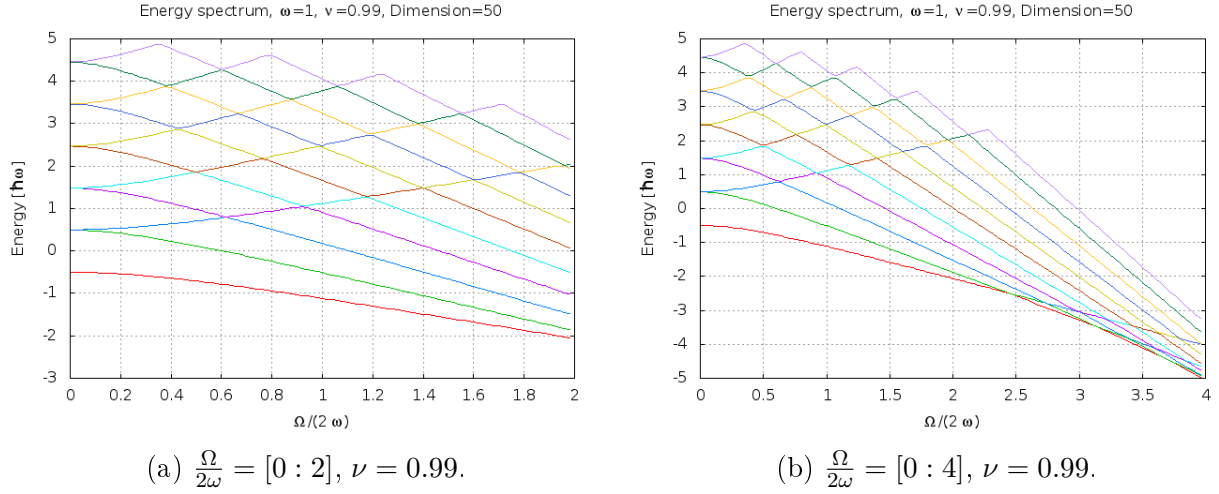 Energy spectrum, ω=1, ν=0.99, Dimension=50
5
4
3
2
1
0
-1
-2
-3
Energy [ħω]
0 0.2 0.4 0.6 0.8 1 1.2 1.4 1.6 1.8 2
Ω/(2 ω)
(a) Ω/2ω = [0 : 2], ν = 0.99.
Energy spectrum, ω=1, ν=0.99, Dimension=50
5
4
3
2
1
0
-1
-2
-3
-4
-5
Energy [ħω]
0 0.5 1 1.5 2 2.5 3 3.5 4
Ω/(2 ω)
(b) Ω/2ω = [0 : 4], ν = 0.99.